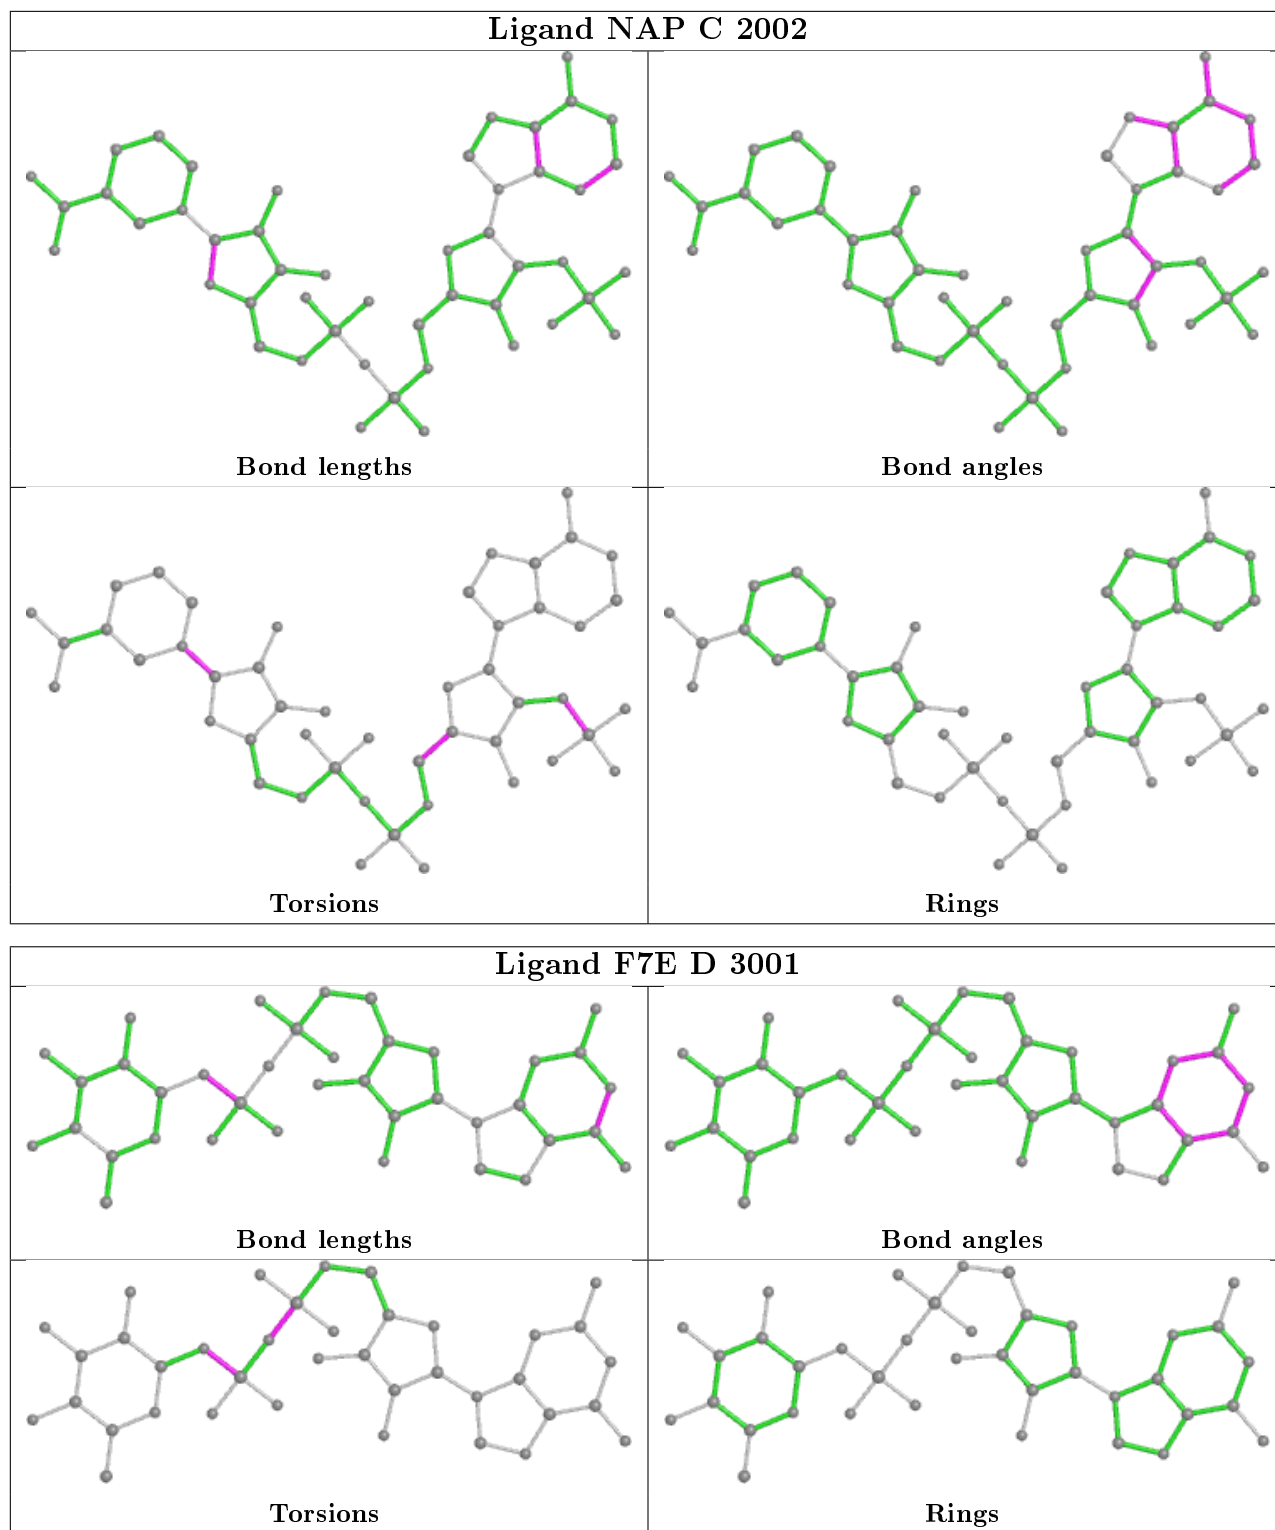 Ligand NAP C 2002
Bond lengths
Bond angles
Torsions
Rings
Ligand F7E D 3001
Bond lengths
Bond angles
Torsions
Rings